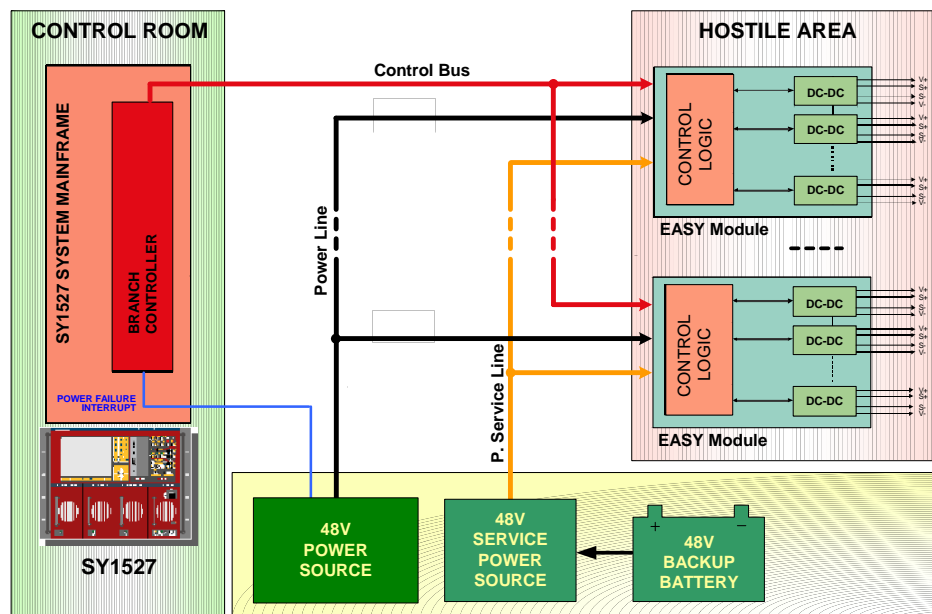 CONTROL ROOM
SY1527 SYSTEM MAINFRAME
BRANCH
CONTROLLER
POWER FAILURE
INTERRUPT
SY1527
Control Bus
Power Line
P. Service Line
HOSTILE AREA
CONTROL
LOGIC
DC-DC
V+
S+
S-
V-
DC-DC
V+
S+
S-
V-
DC-DC
V+
S+
S-
V-
EASY Module
CONTROL
LOGIC
DC-DC
V+
S+
S-
V-
DC-DC
V+
S+
S-
V-
DC-DC
V+
S+
S-
V-
EASY Module
48V
POWER
SOURCE
48V
SERVICE
POWER
SOURCE
+ −
48V
BACKUP
BATTERY